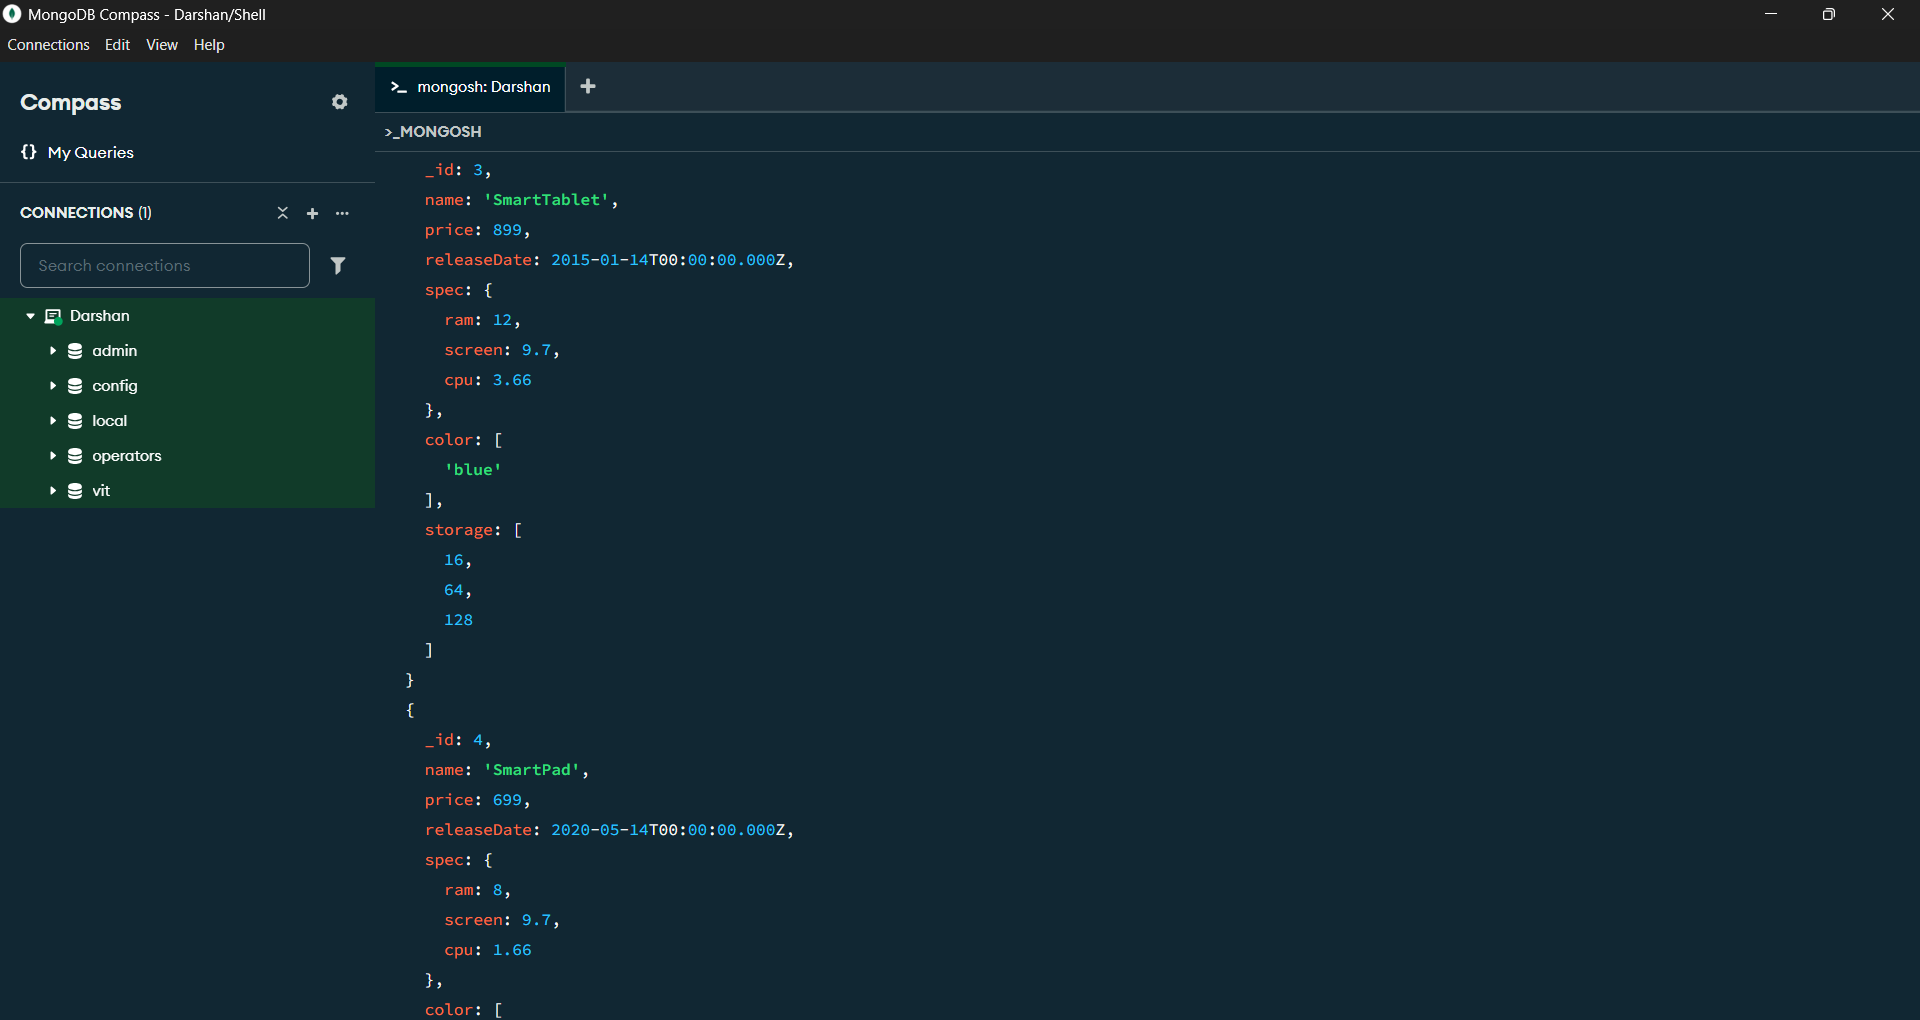 MongoDB Compass - Darshan/Shell
Connections Edit View Help
Compass
My Queries
CONNECTIONS (1)
Search connections
Darshan
admin
config
local
operators
vit
>_ mongosh: Darshan
>_MONGOSH
_id: 3,
name: 'SmartTablet',
price: 899,
releaseDate: 2015-01-14T00:00:00.000Z,
spec: {
ram: 12,
screen: 9.7,
cpu: 3.66
},
color: [
'blue'
],
storage: [
16,
64,
128
]
}
{
_id: 4,
name: 'SmartPad',
price: 699,
releaseDate: 2020-05-14T00:00:00.000Z,
spec: {
ram: 8,
screen: 9.7,
cpu: 1.66
},
color: [